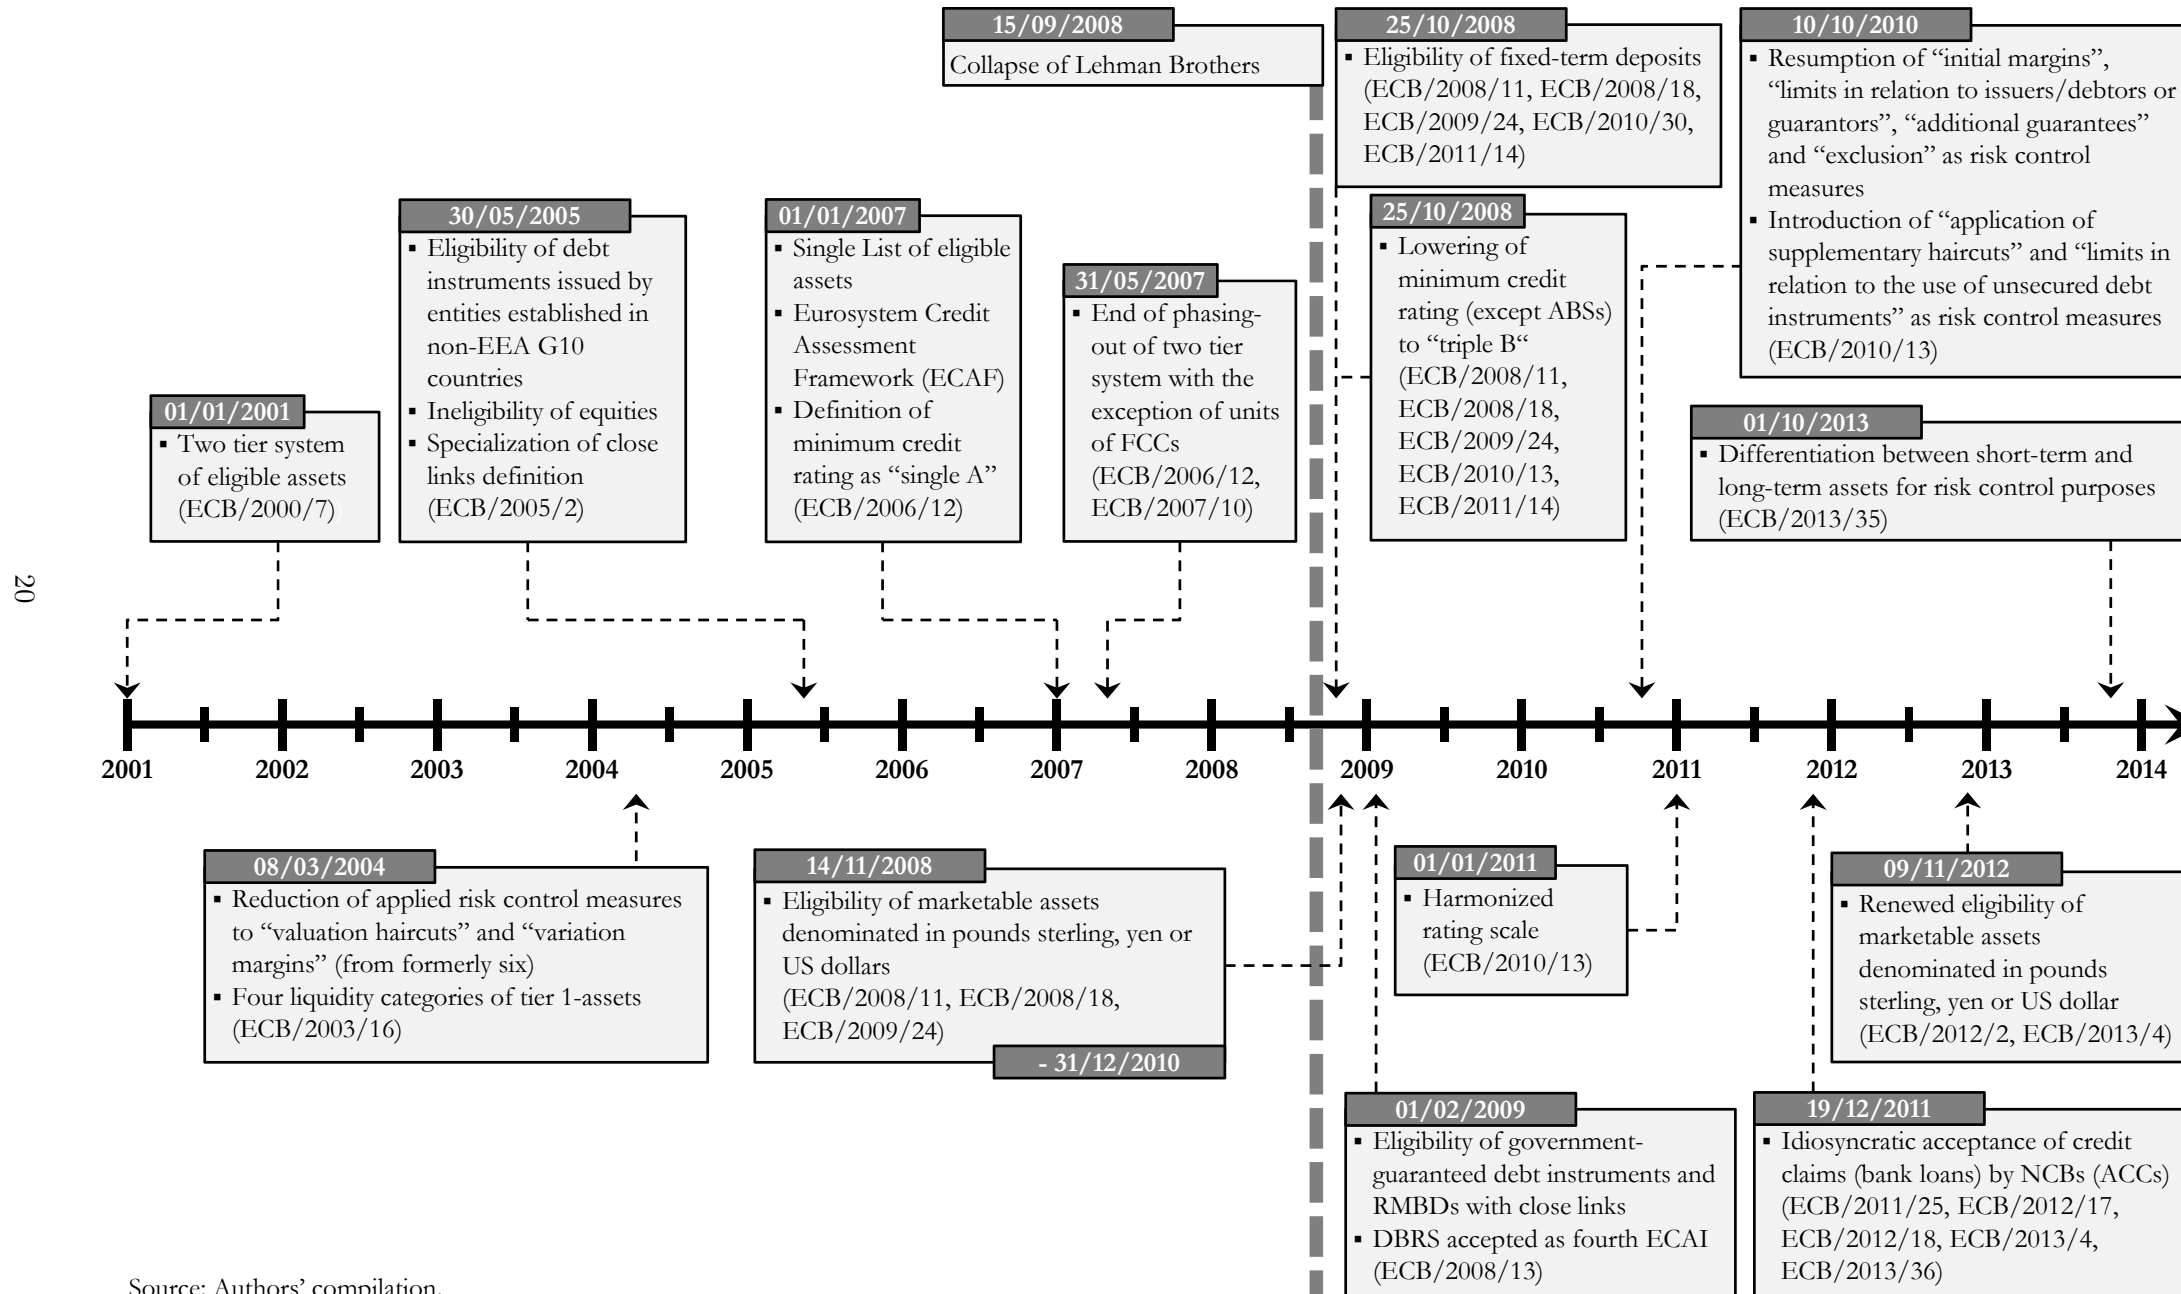 15/09/2008
Collapse of Lehman Brothers
25/10/2008
▪ Eligibility of fixed-term deposits
(ECB/2008/11, ECB/2008/18,
ECB/2009/24, ECB/2010/30,
ECB/2011/14)
10/10/2010
▪ Resumption of “initial margins”,
“limits in relation to issuers/debtors or
guarantors”, “additional guarantees”
and “exclusion” as risk control
measures
▪ Introduction of “application of
supplementary haircuts” and “limits in
relation to the use of unsecured debt
instruments” as risk control measures
(ECB/2010/13)
30/05/2005
▪ Eligibility of debt
instruments issued by
entities established in
non-EEA G10
countries
▪ Ineligibility of equities
▪ Specialization of close
links definition
(ECB/2005/2)
01/01/2007
▪ Single List of eligible
assets
▪ Eurosystem Credit
Assessment
Framework (ECAF)
▪ Definition of
minimum credit
rating as “single A”
(ECB/2006/12)
31/05/2007
▪ End of phasing-
out of two tier
system with the
exception of units
of FCCs
(ECB/2006/12,
ECB/2007/10)
25/10/2008
▪ Lowering of
minimum credit
rating (except ABSs)
to “triple B“
(ECB/2008/11,
ECB/2008/18,
ECB/2009/24,
ECB/2010/13,
ECB/2011/14)
01/01/2001
▪ Two tier system
of eligible assets
(ECB/2000/7)
01/10/2013
▪ Differentiation between short-term and
long-term assets for risk control purposes
(ECB/2013/35)
20
2001 2002 2003 2004 2005 2006 2007 2008 2009 2010 2011 2012 2013 2014
08/03/2004
▪ Reduction of applied risk control measures
to “valuation haircuts” and “variation
margins” (from formerly six)
▪ Four liquidity categories of tier 1-assets
(ECB/2003/16)
14/11/2008
▪ Eligibility of marketable assets
denominated in pounds sterling, yen or
US dollars
(ECB/2008/11, ECB/2008/18,
ECB/2009/24)
- 31/12/2010
01/01/2011
▪ Harmonized
rating scale
(ECB/2010/13)
09/11/2012
▪ Renewed eligibility of
marketable assets
denominated in pounds
sterling, yen or US dollar
(ECB/2012/2, ECB/2013/4)
01/02/2009
▪ Eligibility of government-
guaranteed debt instruments and
RMBDs with close links
▪ DBRS accepted as fourth ECAI
(ECB/2008/13)
19/12/2011
▪ Idiosyncratic acceptance of credit
claims (bank loans) by NCBs (ACCs)
(ECB/2011/25, ECB/2012/17,
ECB/2012/18, ECB/2013/4,
ECB/2013/36)
Source: Authors’ compilation.